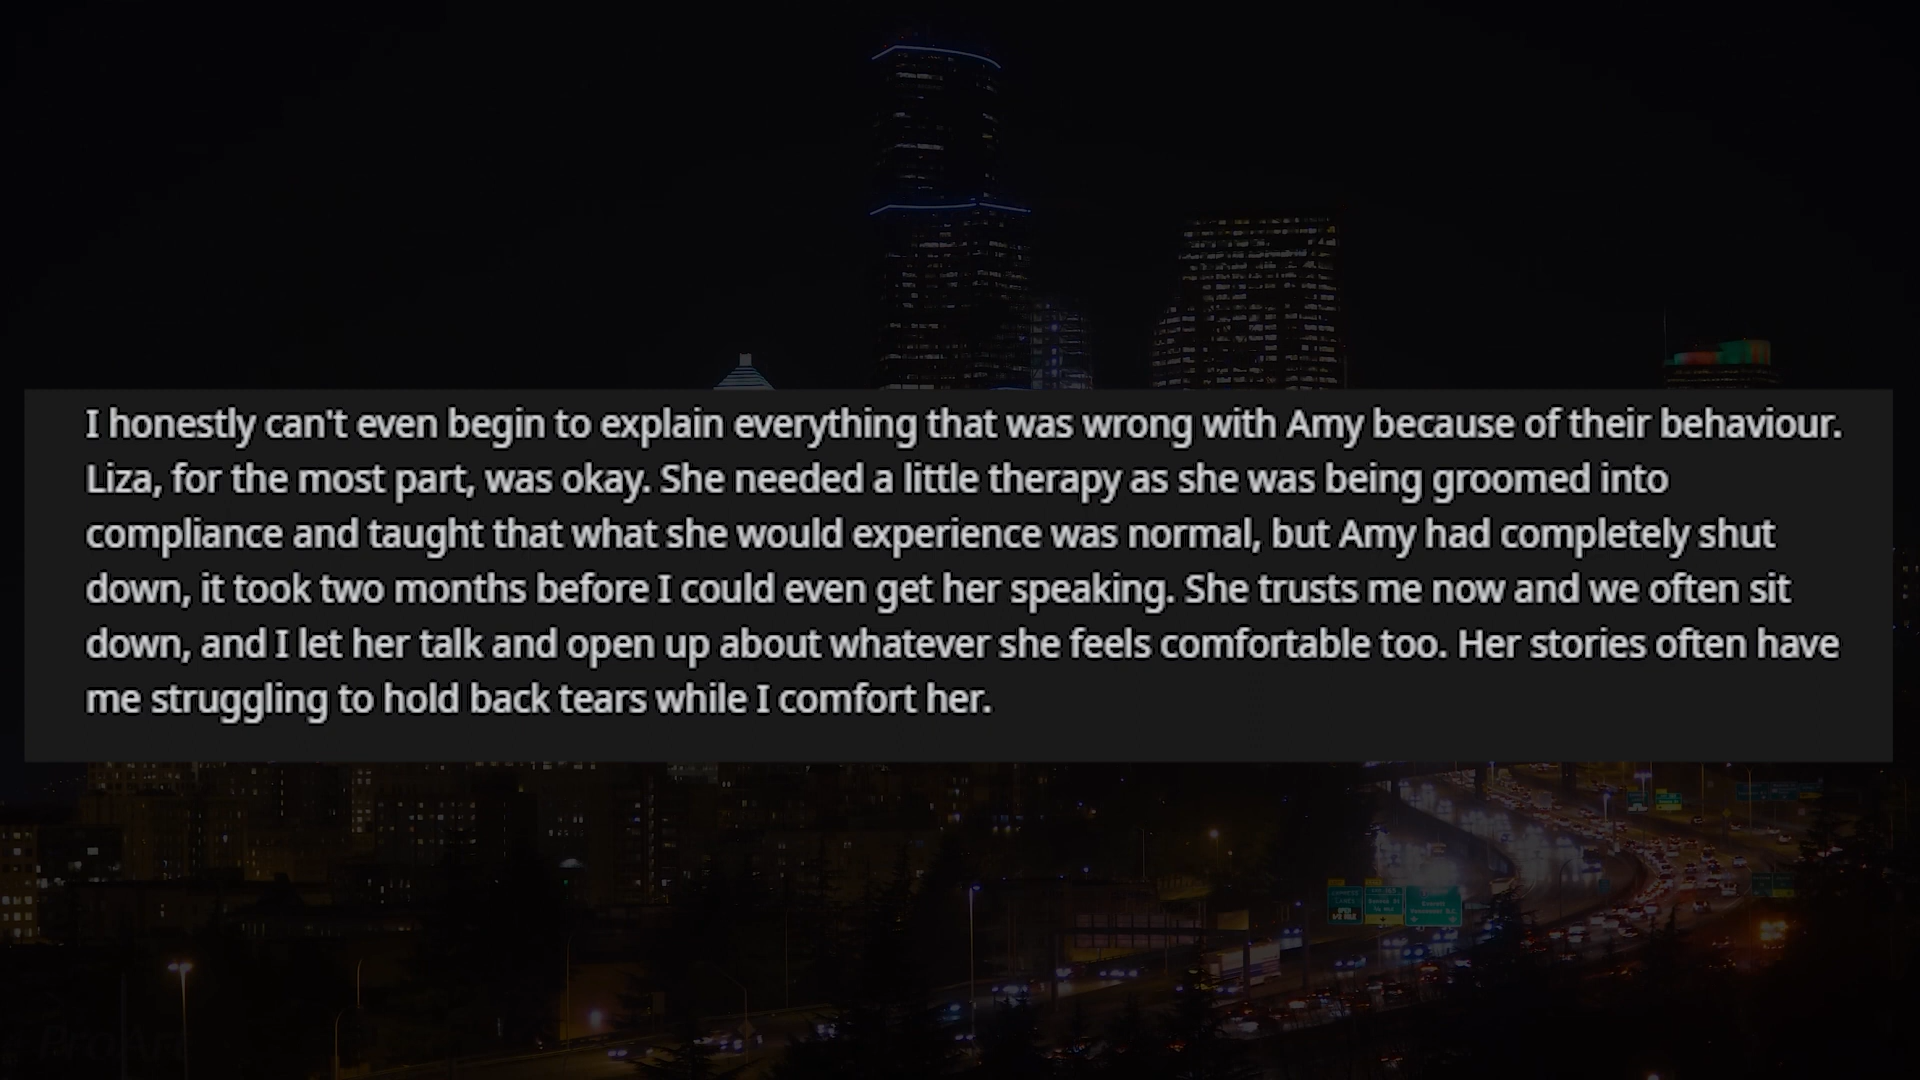 I honestly can't even begin to explain everything that was wrong with Amy because of their behaviour.
Liza, for the most part, was okay. She needed a little therapy as she was being groomed into
compliance and taught that what she would experience was normal, but Amy had completely shut
down, it took two months before I could even get her speaking. She trusts me now and we often sit
down, and I let her talk and open up about whatever she feels comfortable too. Her stories often have
me struggling to hold back tears while I comfort her.